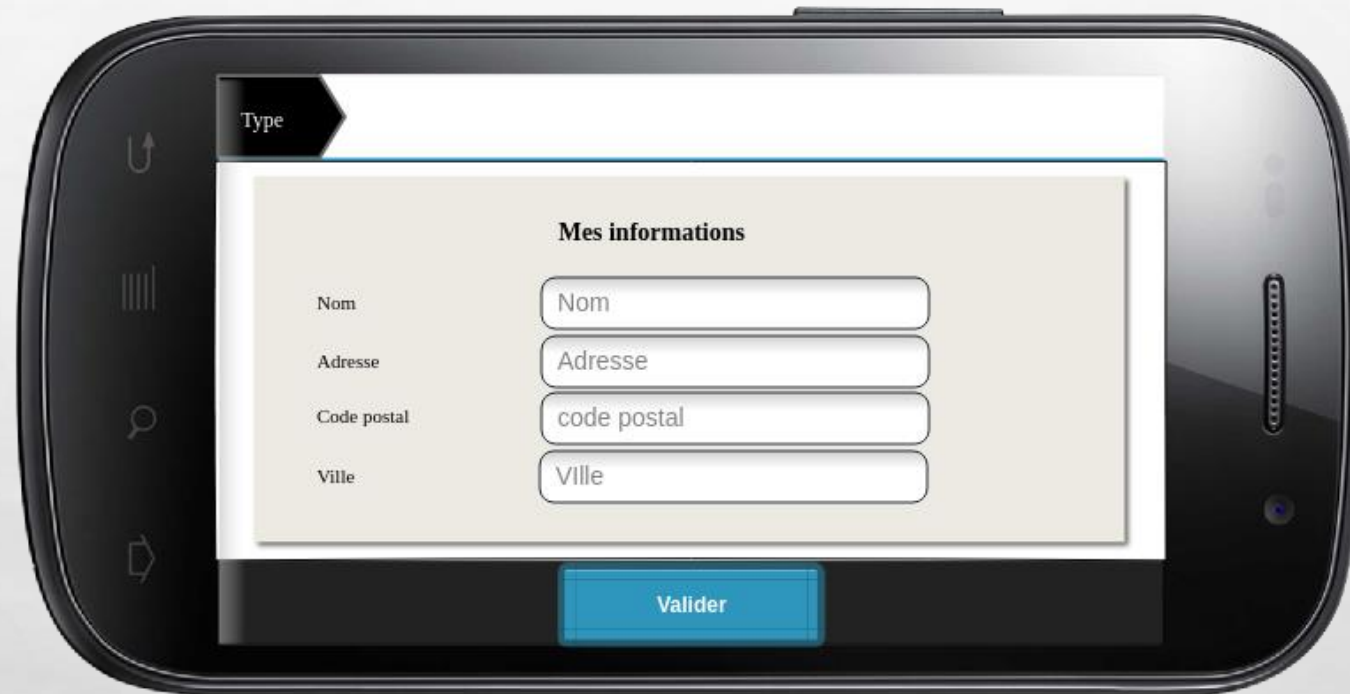 Type
Mes informations
Nom Nom
Adresse Adresse
Code postal code postal
Ville VIlle
Valider